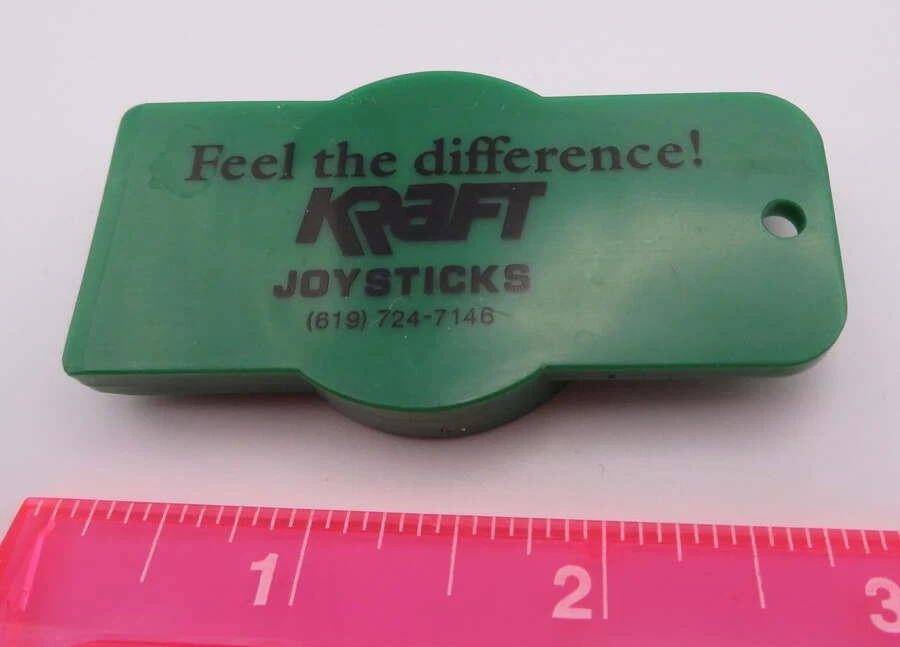 Feel the difference!
KRAFT
JOYSTICKS
(619) 724-7146
1 2 3